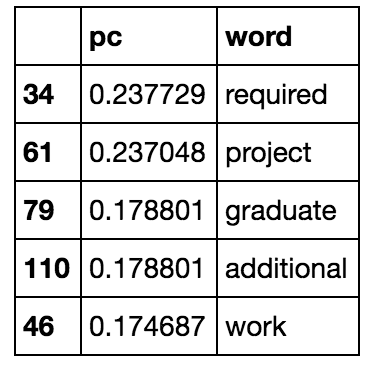 pc word
34 0.237729 required
61 0.237048 project
79 0.178801 graduate
110 0.178801 additional
46 0.174687 work